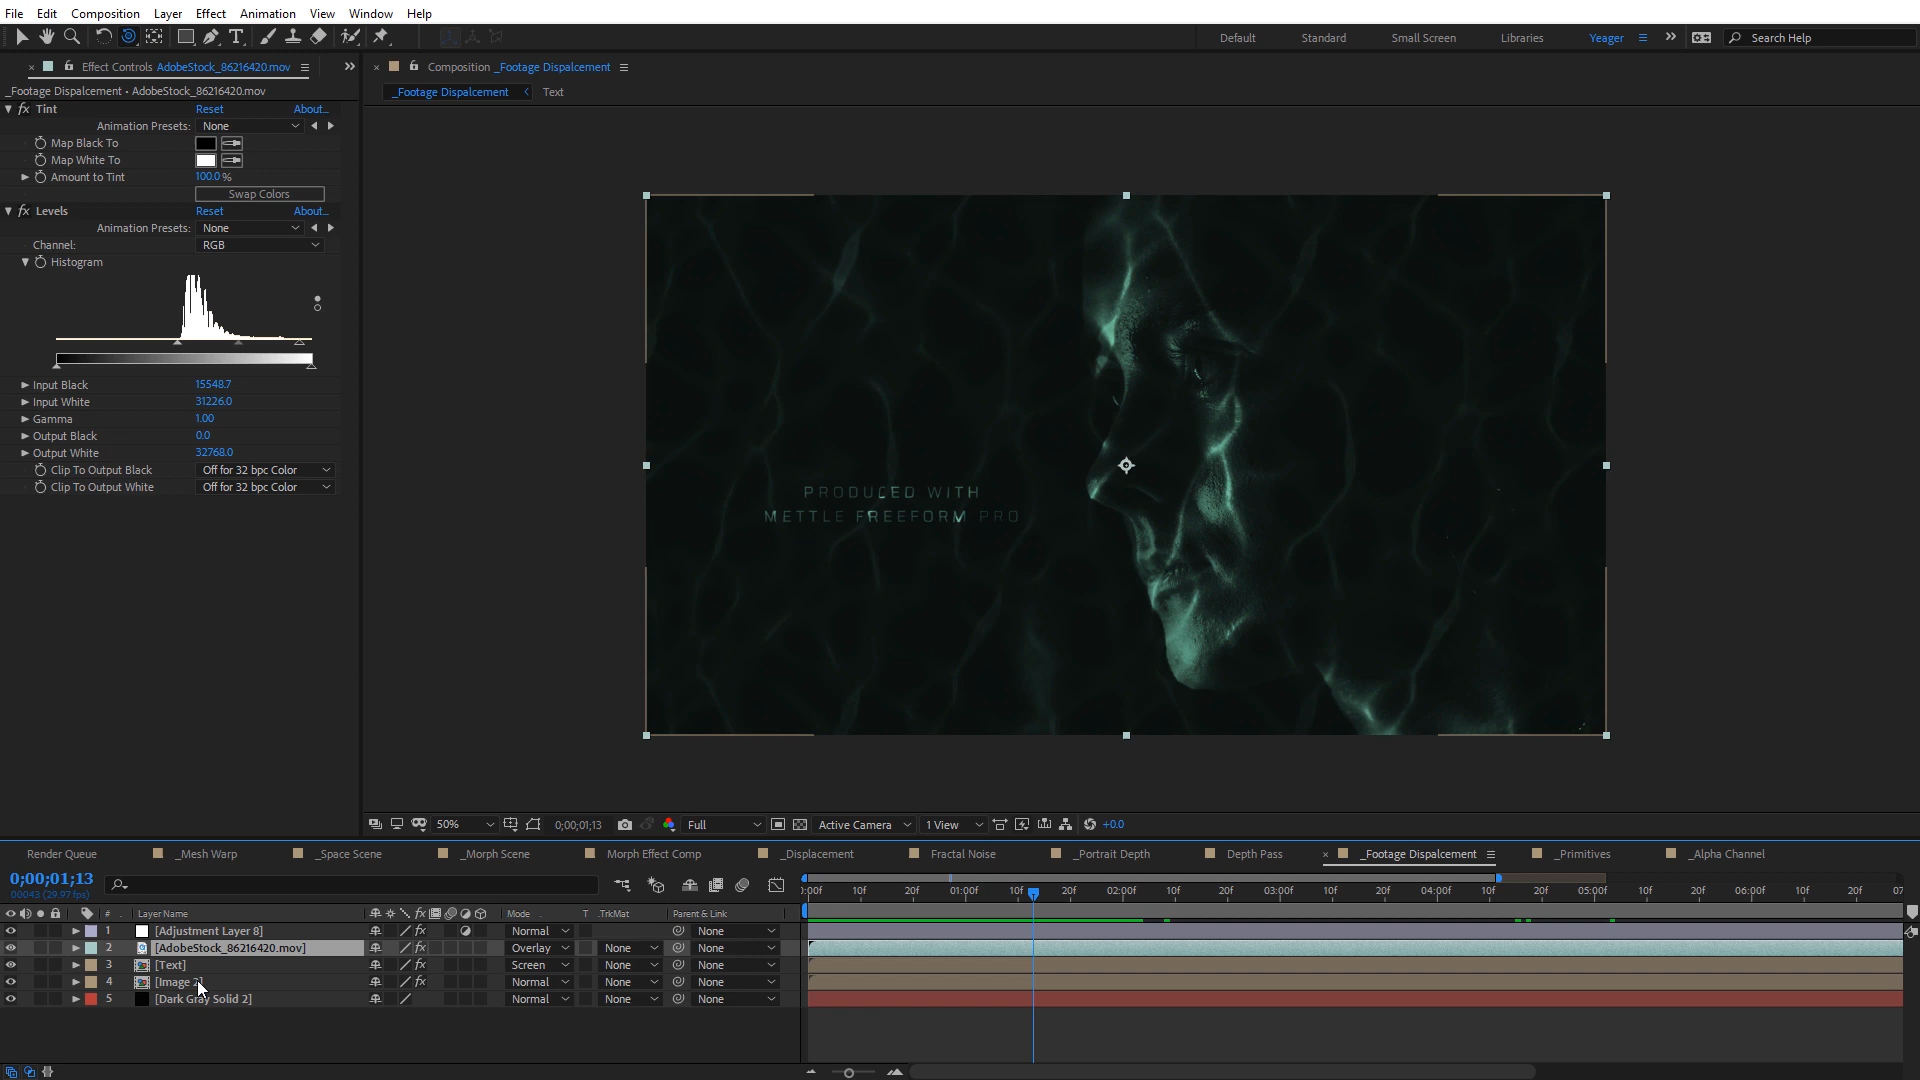 File Edit Composition Layer Effect Animation View Window Help
Default Standard Small Screen Libraries Yeager Search Help
Effect Controls AdobeStock_86216420.mov
Composition _Footage Dispalcement
_Footage Dispalcement • AdobeStock_86216420.mov
_Footage Dispalcement Text
fx Tint Reset About...
Animation Presets: None
Map Black To
Map White To
Amount to Tint 100.0 %
Swap Colors
fx Levels Reset About...
Animation Presets: None
Channel: RGB
Histogram
Input Black 15548.7
Input White 31226.0
Gamma 1.00
Output Black 0.0
Output White 32768.0
Clip To Output Black Off for 32 bpc Color
Clip To Output White Off for 32 bpc Color
PRODUCED WITH
METTLE FREEFORM PRO
50% 0;00;01;13 Full Active Camera 1 View +0.0
Render Queue _Mesh Warp _Space Scene _Morph Scene Morph Effect Comp _Displacement Fractal Noise _Portrait Depth Depth Pass _Footage Dispalcement _Primitives _Alpha Channel
0;00;01;13
00043 (29.97 fps)
):00f 10f 20f 01:00f 10f 20f 02:00f 10f 20f 03:00f 10f 20f 04:00f 10f 20f 05:00f 10f 20f 06:00f 10f 20f 07
# Layer Name fx Mode T .TrkMat Parent & Link
1 [Adjustment Layer 8] fx Normal None
2 [AdobeStock_86216420.mov] fx Overlay None None
3 [Text] fx Screen None None
4 [Image 2] fx Normal None None
5 [Dark Gray Solid 2] Normal None None